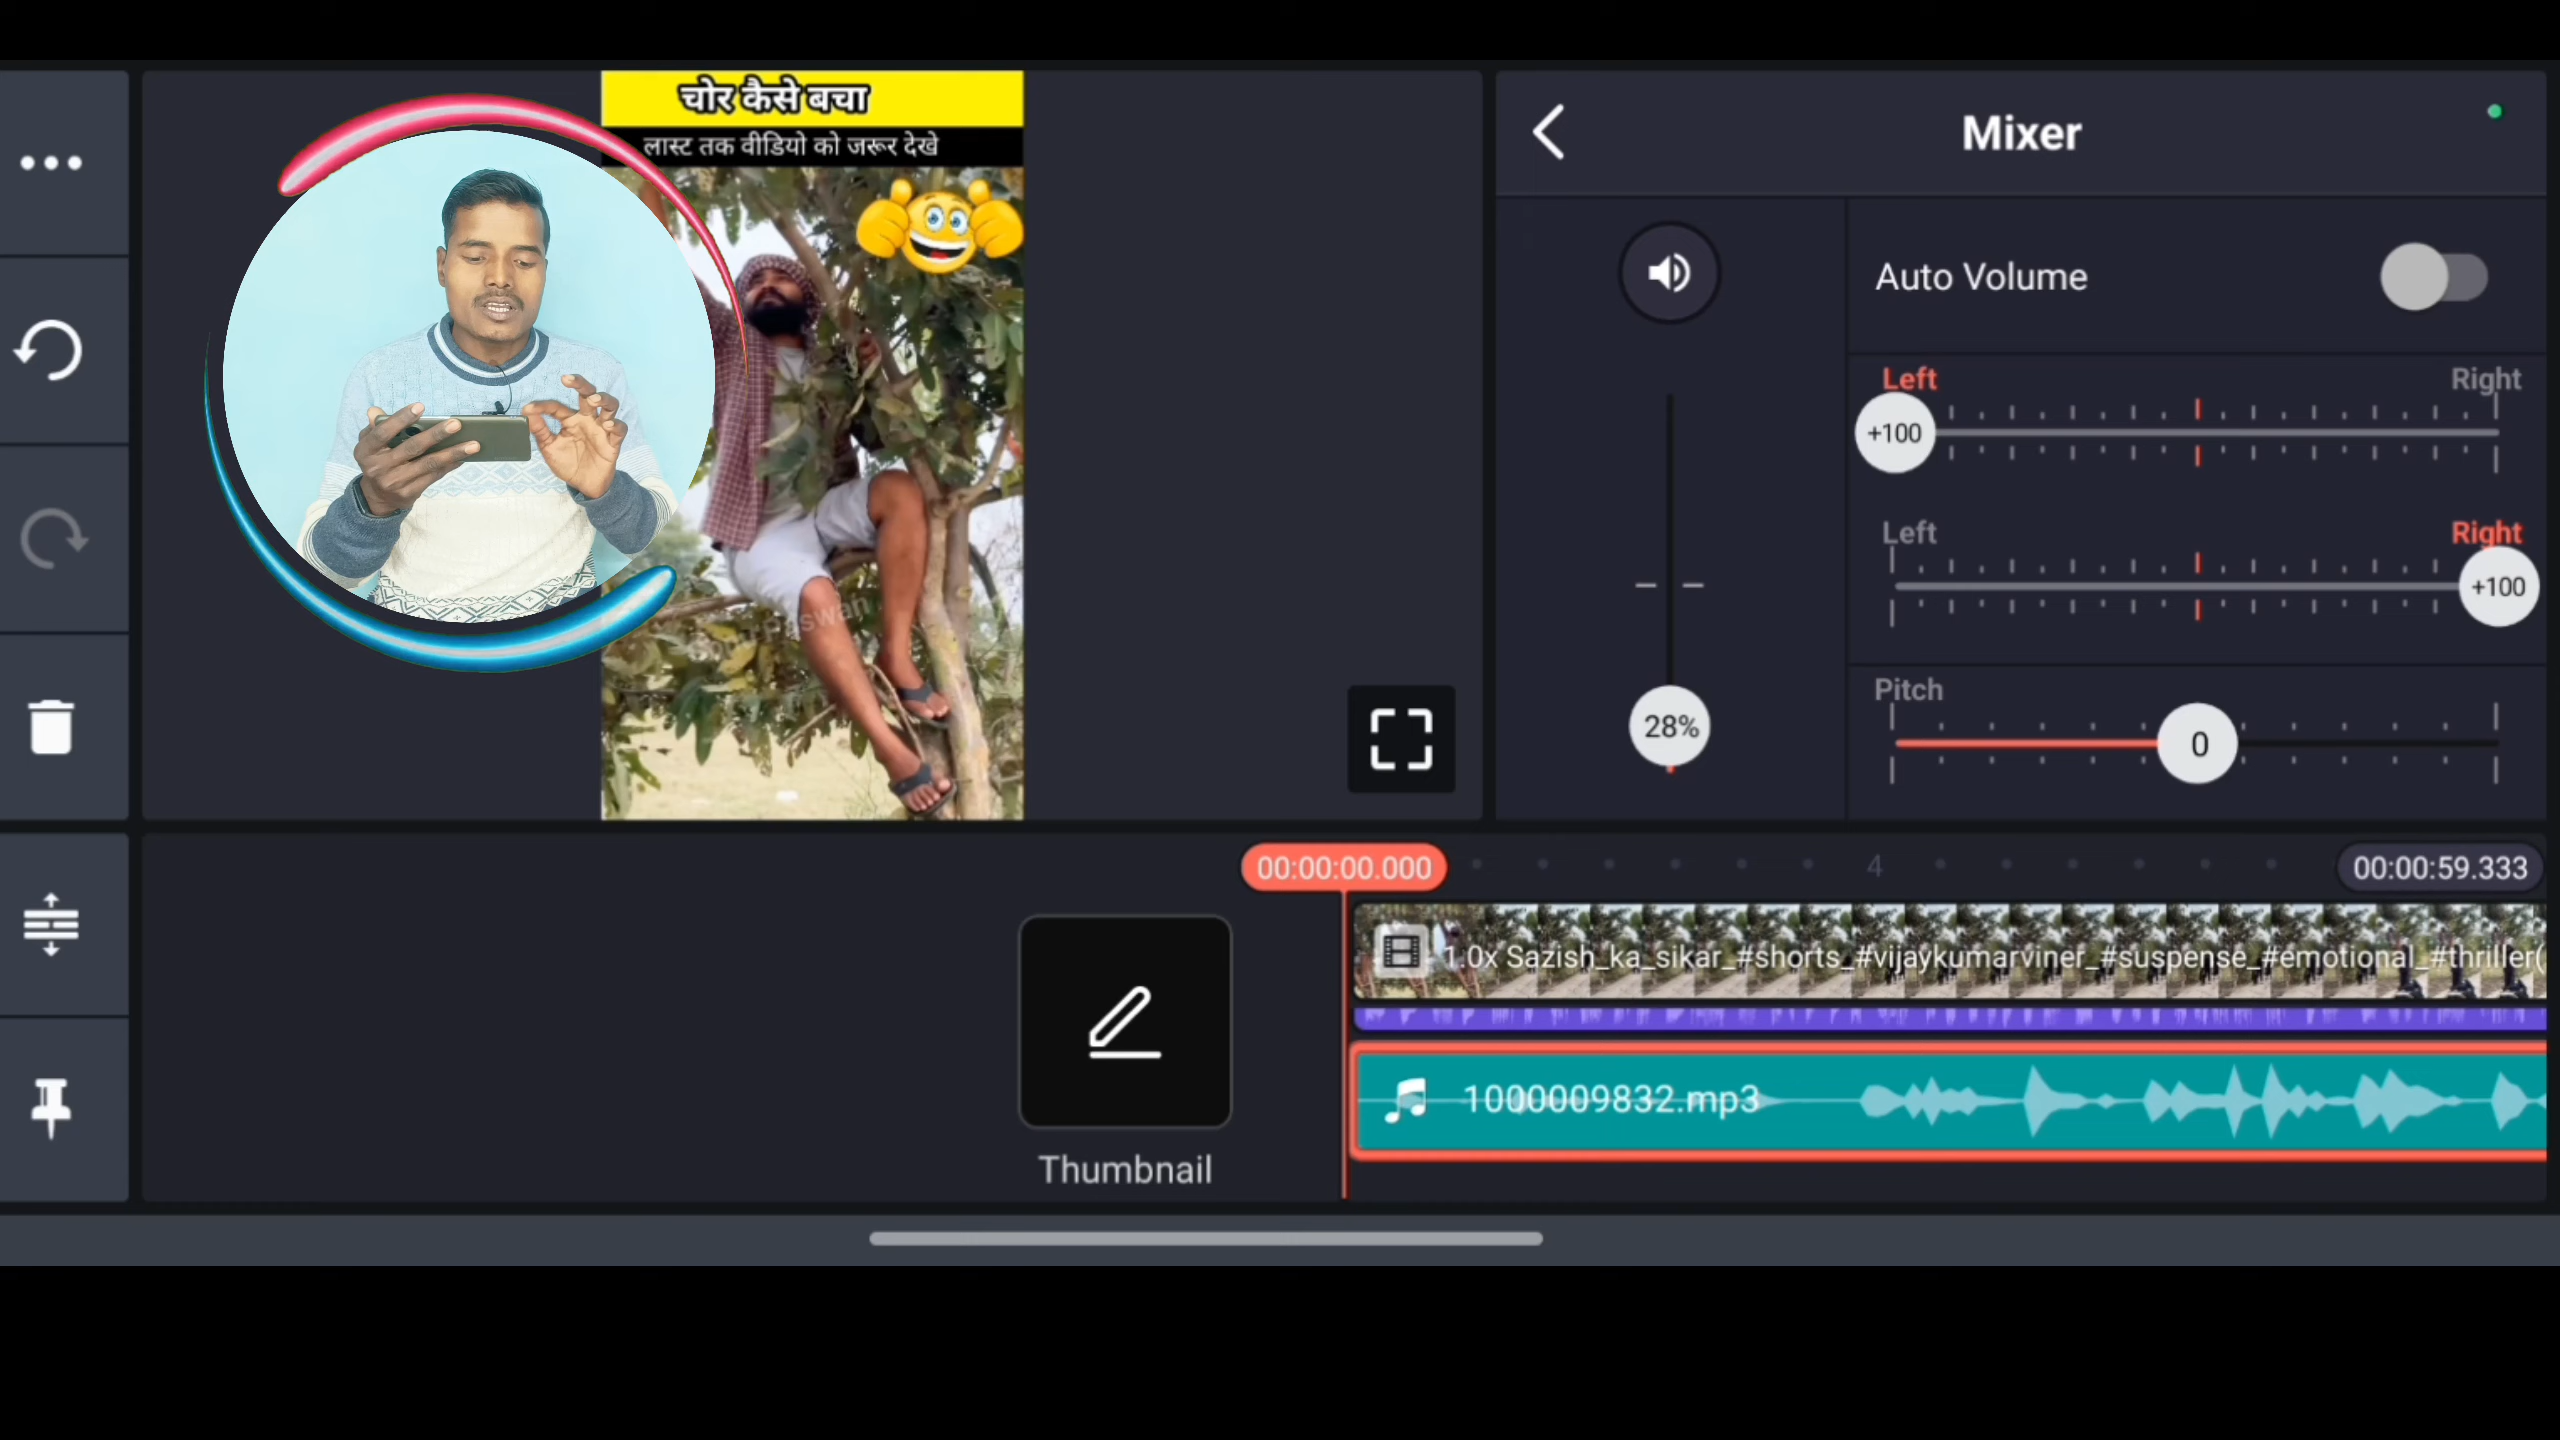 चोर कैसे बचा
लास्ट तक वीडियो को जरूर देखे
Paswan
Mixer
Auto Volume
Left Right
+100
Left Right
+100
28%
Pitch
0
00:00:00.000 4 00:00:59.333
1.0x Sazish_ka_sikar_#shorts_#vijaykumarviner_#suspense_#emotional_#thriller(
1000009832.mp3
Thumbnail